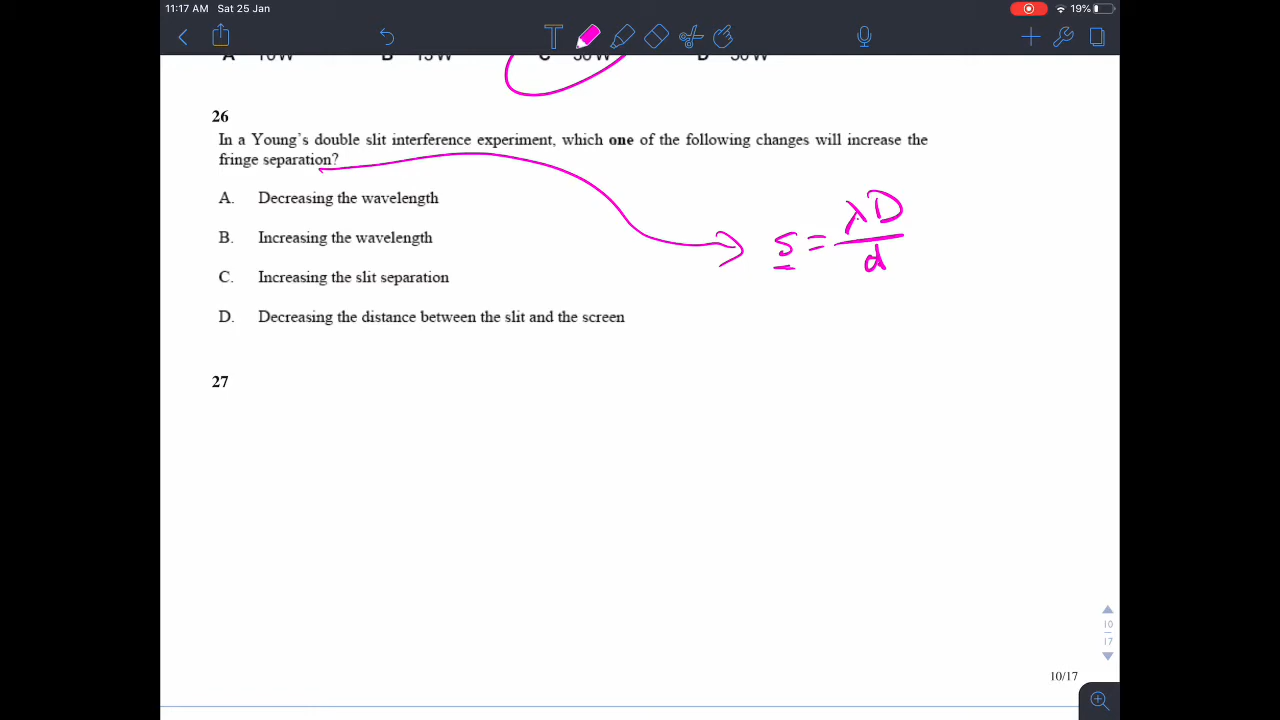 11:17 AM Sat 25 Jan
19%
26
In a Young's double slit interference experiment, which one of the following changes will increase the
fringe separation?
A. Decreasing the wavelength
B. Increasing the wavelength
s = λD
d
C. Increasing the slit separation
D. Decreasing the distance between the slit and the screen
27
10
17
10/17